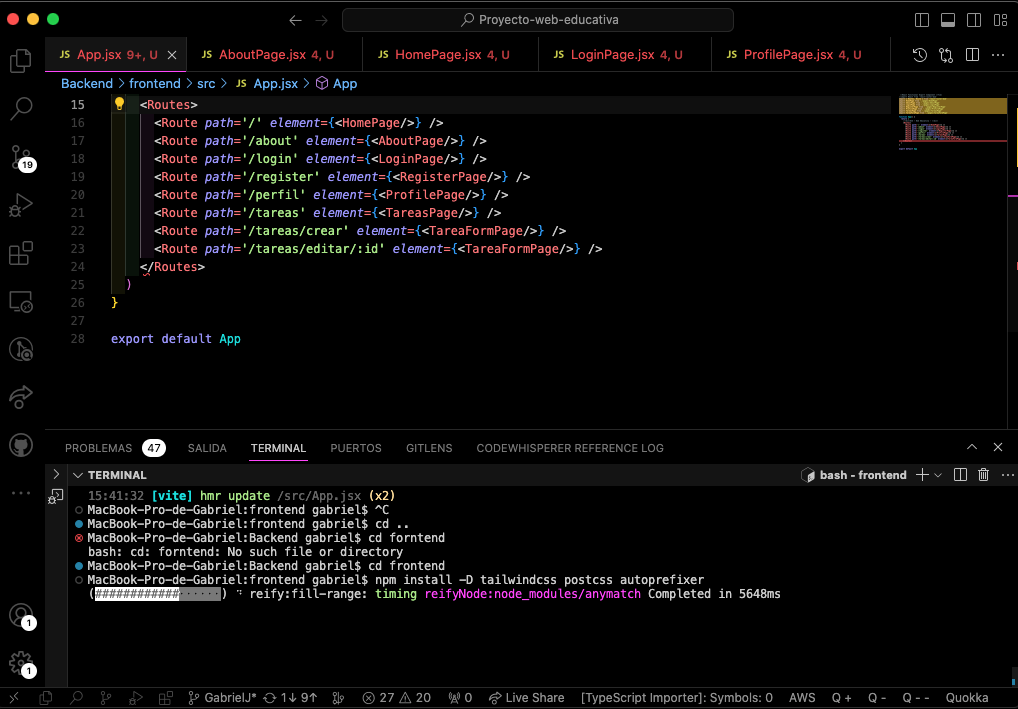 Proyecto-web-educativa
JS App.jsx 9+, U
JS AboutPage.jsx 4, U
JS HomePage.jsx 4, U
JS LoginPage.jsx 4, U
JS ProfilePage.jsx 4, U
Backend > frontend > src > JS App.jsx > App
15 <Routes>
16 <Route path='/' element={<HomePage/>} />
17 <Route path='/about' element={<AboutPage/>} />
18 <Route path='/login' element={<LoginPage/>} />
19 <Route path='/register' element={<RegisterPage/>} />
20 <Route path='/perfil' element={<ProfilePage/>} />
21 <Route path='/tareas' element={<TareasPage/>} />
22 <Route path='/tareas/crear' element={<TareaFormPage/>} />
23 <Route path='/tareas/editar/:id' element={<TareaFormPage/>} />
24 </Routes>
25 )
26 }
27
28 export default App
19
PROBLEMAS 47 SALIDA TERMINAL PUERTOS GITLENS CODEWHISPERER REFERENCE LOG
TERMINAL
bash - frontend
15:41:32 [vite] hmr update /src/App.jsx (x2)
MacBook-Pro-de-Gabriel:frontend gabriel$ ^C
MacBook-Pro-de-Gabriel:frontend gabriel$ cd ..
MacBook-Pro-de-Gabriel:Backend gabriel$ cd forntend
bash: cd: forntend: No such file or directory
MacBook-Pro-de-Gabriel:Backend gabriel$ cd frontend
MacBook-Pro-de-Gabriel:frontend gabriel$ npm install -D tailwindcss postcss autoprefixer
(############⋅⋅⋅⋅⋅⋅) ⠙ reify:fill-range: timing reifyNode:node_modules/anymatch Completed in 5648ms
1
1
GabrielJ* 1↓ 9↑ 27 20 0 Live Share [TypeScript Importer]: Symbols: 0 AWS Q + Q - Q - - Quokka